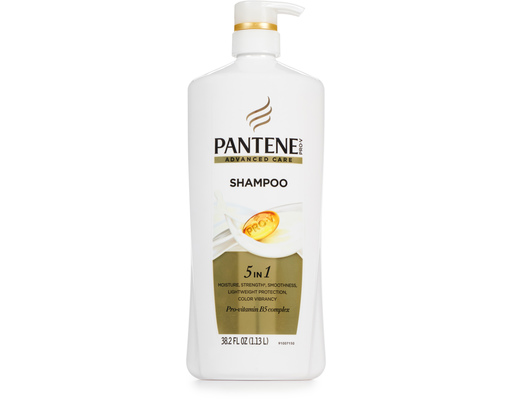 PANTENE
PRO-V
ADVANCED CARE
SHAMPOO
PRO-V
5 IN 1
MOISTURE, STRENGTH, SMOOTHNESS,
LIGHTWEIGHT PROTECTION,
COLOR VIBRANCY
Pro-vitamin B5 complex
38.2 FL OZ (1.13 L)